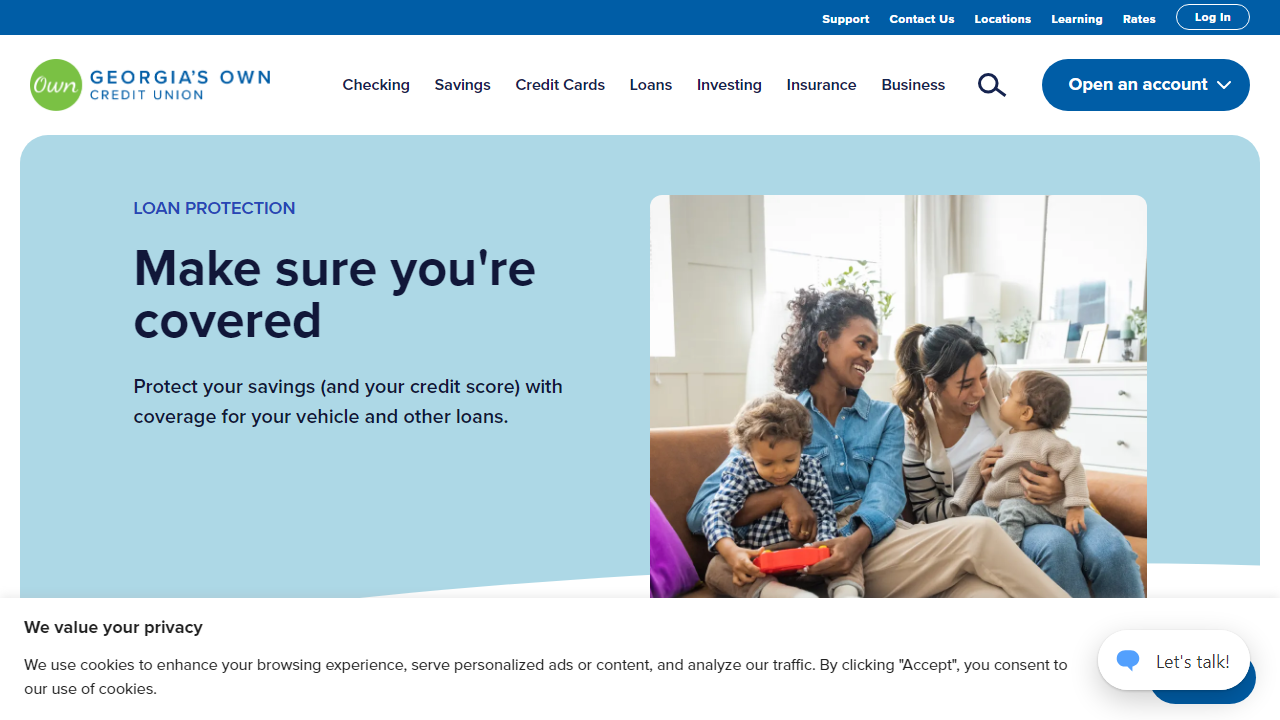 Support Contact Us Locations Learning Rates Log In
Own GEORGIA'S OWN
CREDIT UNION
Checking Savings Credit Cards Loans Investing Insurance Business Open an account
LOAN PROTECTION
Make sure you're
covered
Protect your savings (and your credit score) with
coverage for your vehicle and other loans.
We value your privacy
We use cookies to enhance your browsing experience, serve personalized ads or content, and analyze our traffic. By clicking "Accept", you consent to
our use of cookies.
Let's talk!